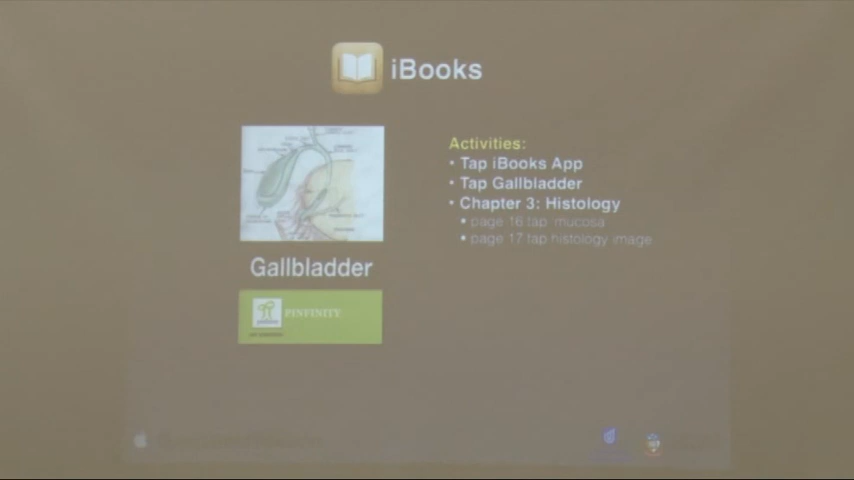 iBooks
Activities:
• Tap iBooks App
• Tap Gallbladder
• Chapter 3: Histology
• page 16 tap mucosa
• page 17 tap histology image
Gallbladder
PINFINITY